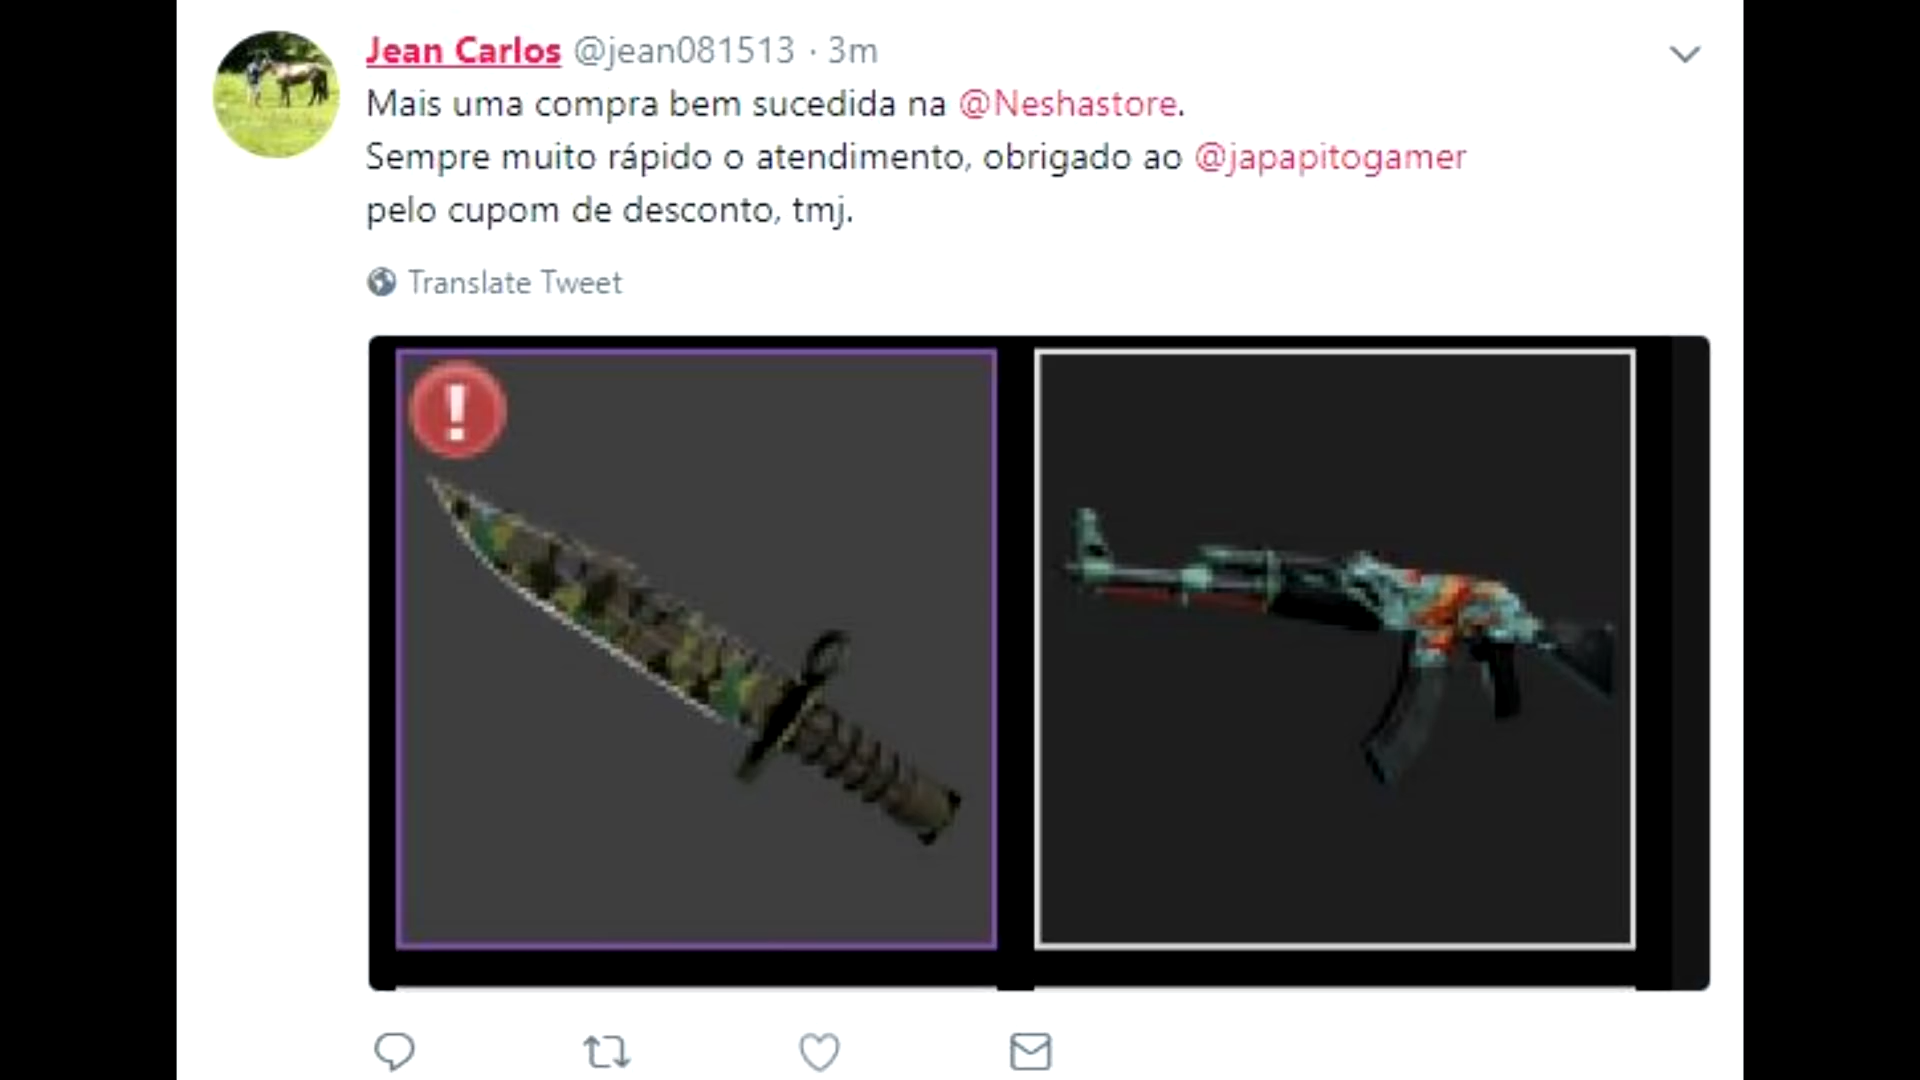 Jean Carlos @jean081513 · 3m
Mais uma compra bem sucedida na @Neshastore.
Sempre muito rápido o atendimento, obrigado ao @japapitogamer
pelo cupom de desconto, tmj.
Translate Tweet